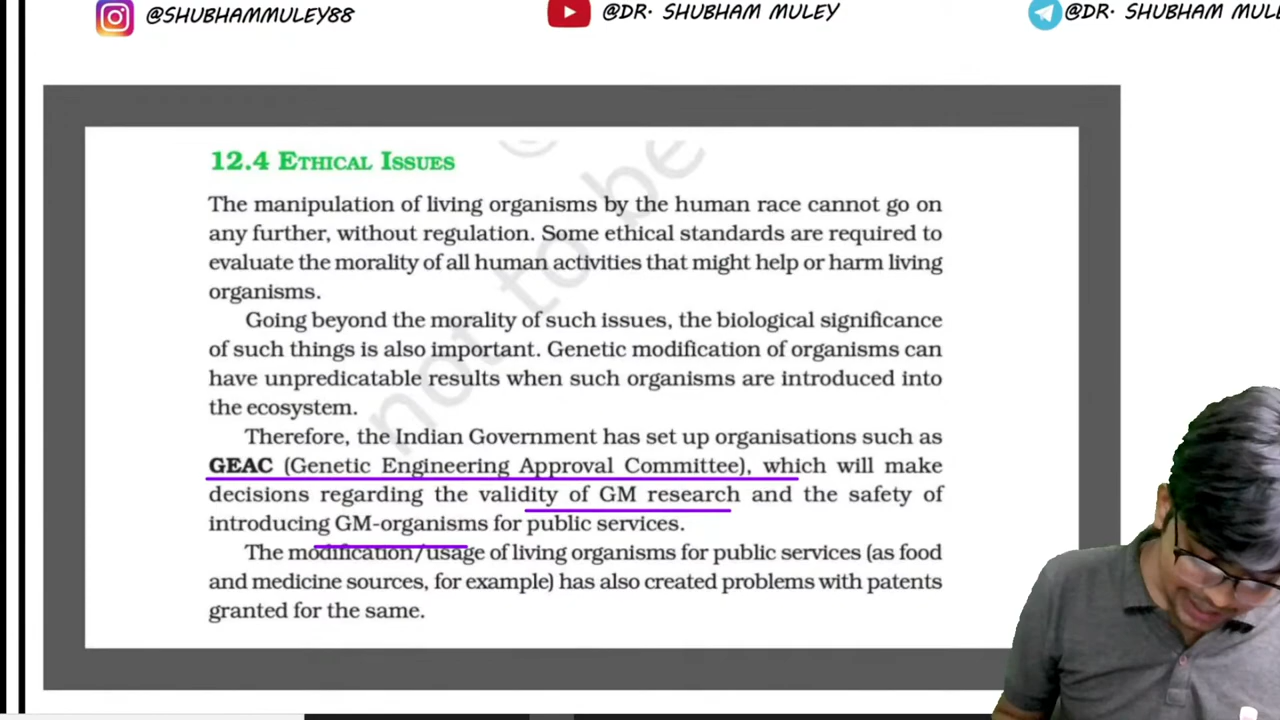 @SHUBHAMMULEY88 @DR. SHUBHAM MULEY @DR. SHUBHAM MULE
12.4 ETHICAL ISSUES
The manipulation of living organisms by the human race cannot go on
any further, without regulation. Some ethical standards are required to
evaluate the morality of all human activities that might help or harm living
organisms.
Going beyond the morality of such issues, the biological significance
of such things is also important. Genetic modification of organisms can
have unpredicatable results when such organisms are introduced into
the ecosystem.
Therefore, the Indian Government has set up organisations such as
GEAC (Genetic Engineering Approval Committee), which will make
decisions regarding the validity of GM research and the safety of
introducing GM-organisms for public services.
The modification/usage of living organisms for public services (as food
and medicine sources, for example) has also created problems with patents
granted for the same.
not to be